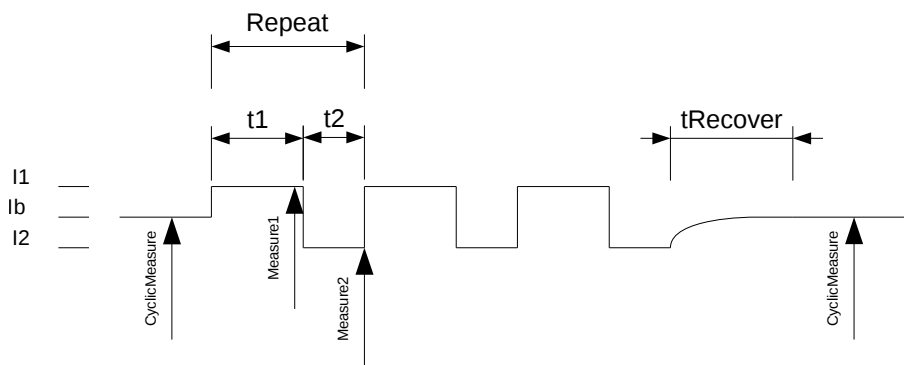 Repeat
t1
t2
tRecover
I1
Ib
I2
CyclicMeasure
Measure1
Measure2
CyclicMeasure